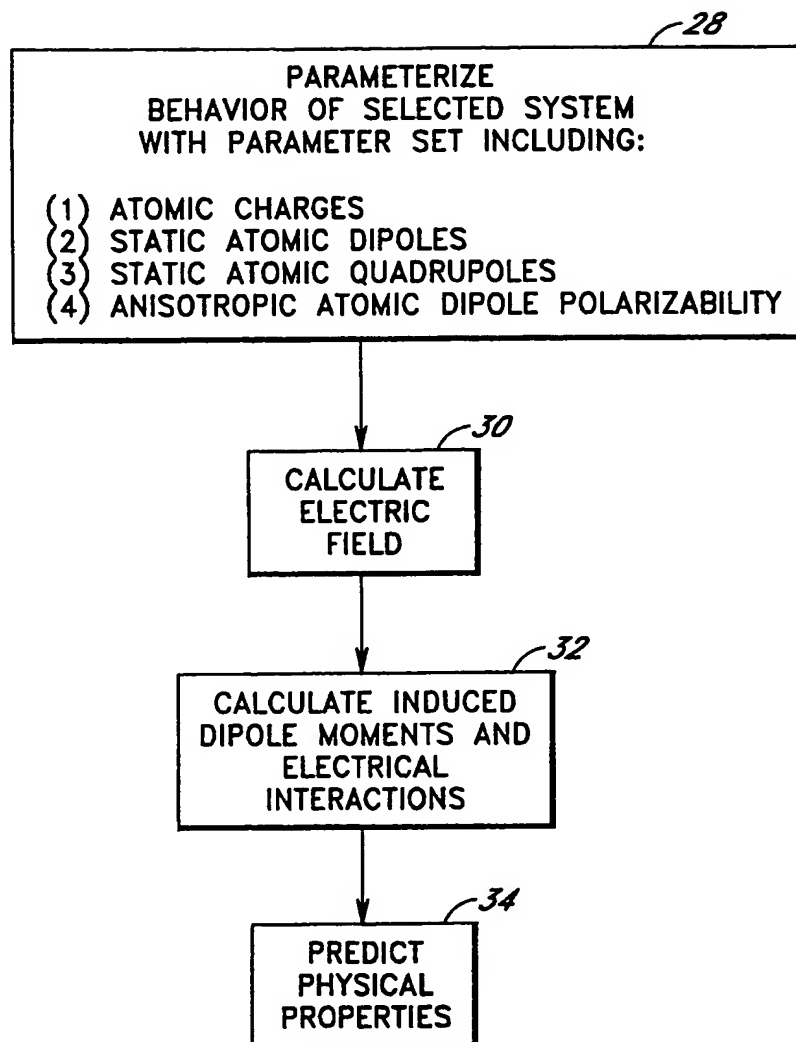 28
PARAMETERIZE
BEHAVIOR OF SELECTED SYSTEM
WITH PARAMETER SET INCLUDING:
(1) ATOMIC CHARGES
(2) STATIC ATOMIC DIPOLES
(3) STATIC ATOMIC QUADRUPOLES
(4) ANISOTROPIC ATOMIC DIPOLE POLARIZABILITY
30
CALCULATE
ELECTRIC
FIELD
32
CALCULATE INDUCED
DIPOLE MOMENTS AND
ELECTRICAL
INTERACTIONS
34
PREDICT
PHYSICAL
PROPERTIES